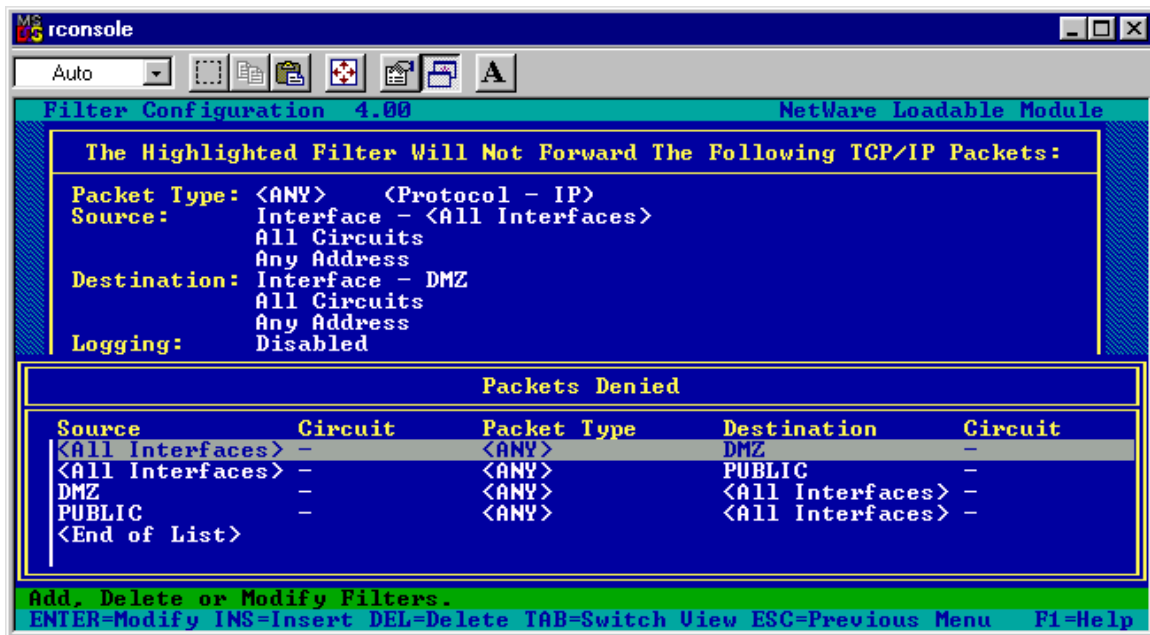 rconsole
Auto A
Filter Configuration 4.00 NetWare Loadable Module
The Highlighted Filter Will Not Forward The Following TCP/IP Packets:
Packet Type: <ANY> (Protocol - IP)
Source: Interface - <All Interfaces>
All Circuits
Any Address
Destination: Interface - DMZ
All Circuits
Any Address
Logging: Disabled
Packets Denied
Source Circuit Packet Type Destination Circuit
<All Interfaces> - <ANY> DMZ -
<All Interfaces> - <ANY> PUBLIC -
DMZ - <ANY> <All Interfaces> -
PUBLIC - <ANY> <All Interfaces> -
<End of List>
Add, Delete or Modify Filters.
ENTER=Modify INS=Insert DEL=Delete TAB=Switch View ESC=Previous Menu F1=Help